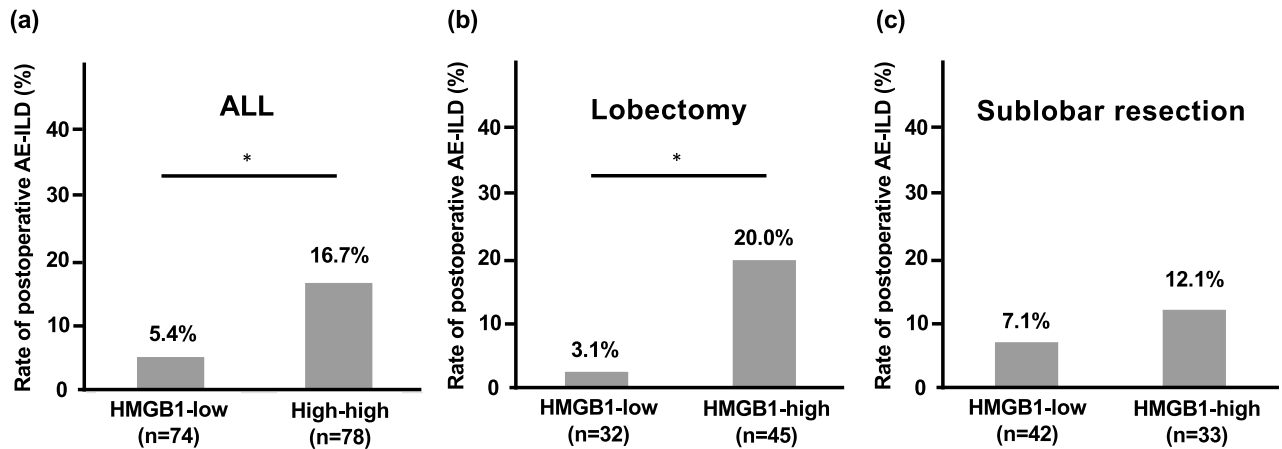 (a)
Rate of postoperative AE-ILD (%)
ALL
40
30
20
10
0
*
5.4%
16.7%
HMGB1-low
(n=74)
High-high
(n=78)
(b)
Rate of postoperative AE-ILD (%)
Lobectomy
40
30
20
10
0
*
3.1%
20.0%
HMGB1-low
(n=32)
HMGB1-high
(n=45)
(c)
Rate of postoperative AE-ILD (%)
Sublobar resection
40
30
20
10
0
7.1%
12.1%
HMGB1-low
(n=42)
HMGB1-high
(n=33)